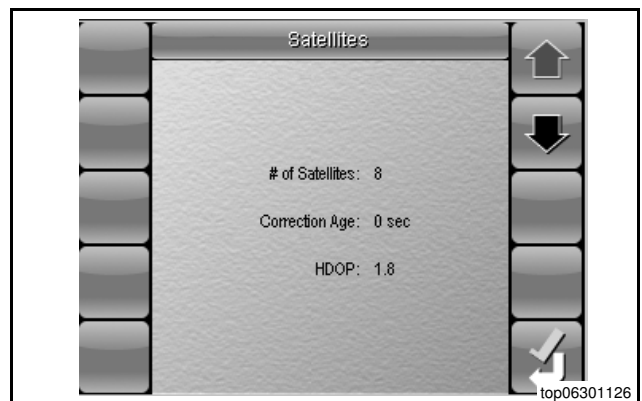 Satellites
# of Satellites: 8
Correction Age: 0 sec
HDOP: 1.8
top06301126